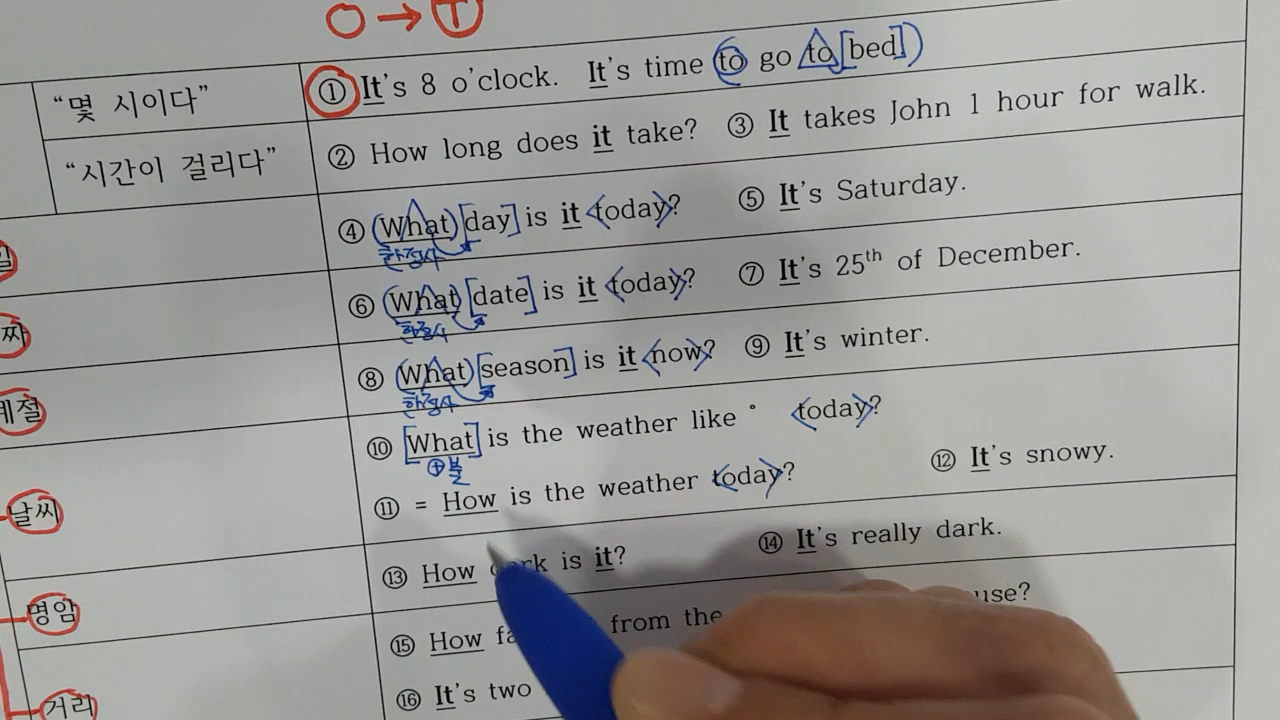 ○→Ⓣ
"몇 시이다" ① It's 8 o'clock. It's time (to) go to [bed])
"시간이 걸리다" ② How long does it take? ③ It takes John 1 hour for walk.
④ (What) [day] is it <today>? ⑤ It's Saturday.
한정사
⑥ (What) [date] is it <today>? ⑦ It's 25th of December.
짜 한정사
⑧ (What) [season] is it <now>? ⑨ It's winter.
계절 한정사
⑩ [What] is the weather like ° <today>?
날씨 ⑪ = How is the weather <today>? ⑫ It's snowy.
명암 ⑬ How dark is it? ⑭ It's really dark.
⑮ How from the
거리 ⑯ It's two